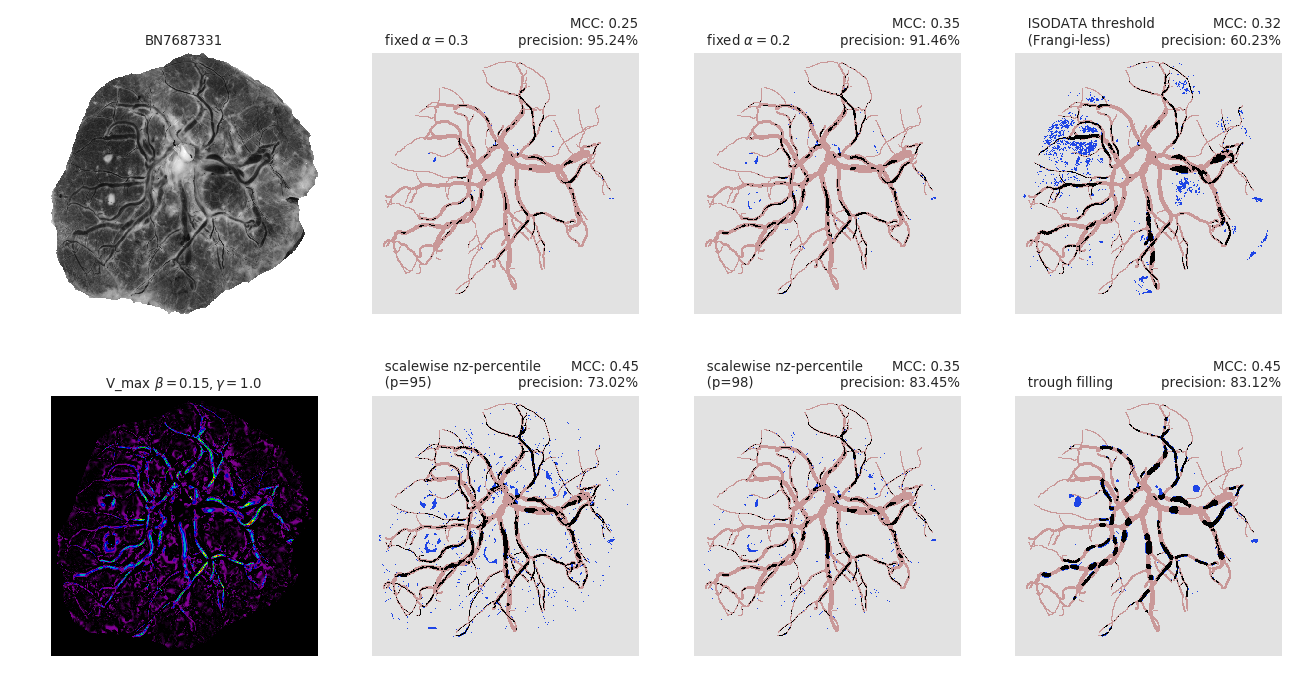 BN7687331
MCC: 0.25
fixed α = 0.3 precision: 95.24%
MCC: 0.35
fixed α = 0.2 precision: 91.46%
ISODATA threshold MCC: 0.32
(Frangi-less) precision: 60.23%
V_max β = 0.15, γ = 1.0
scalewise nz-percentile MCC: 0.45
(p=95) precision: 73.02%
scalewise nz-percentile MCC: 0.35
(p=98) precision: 83.45%
MCC: 0.45
trough filling precision: 83.12%